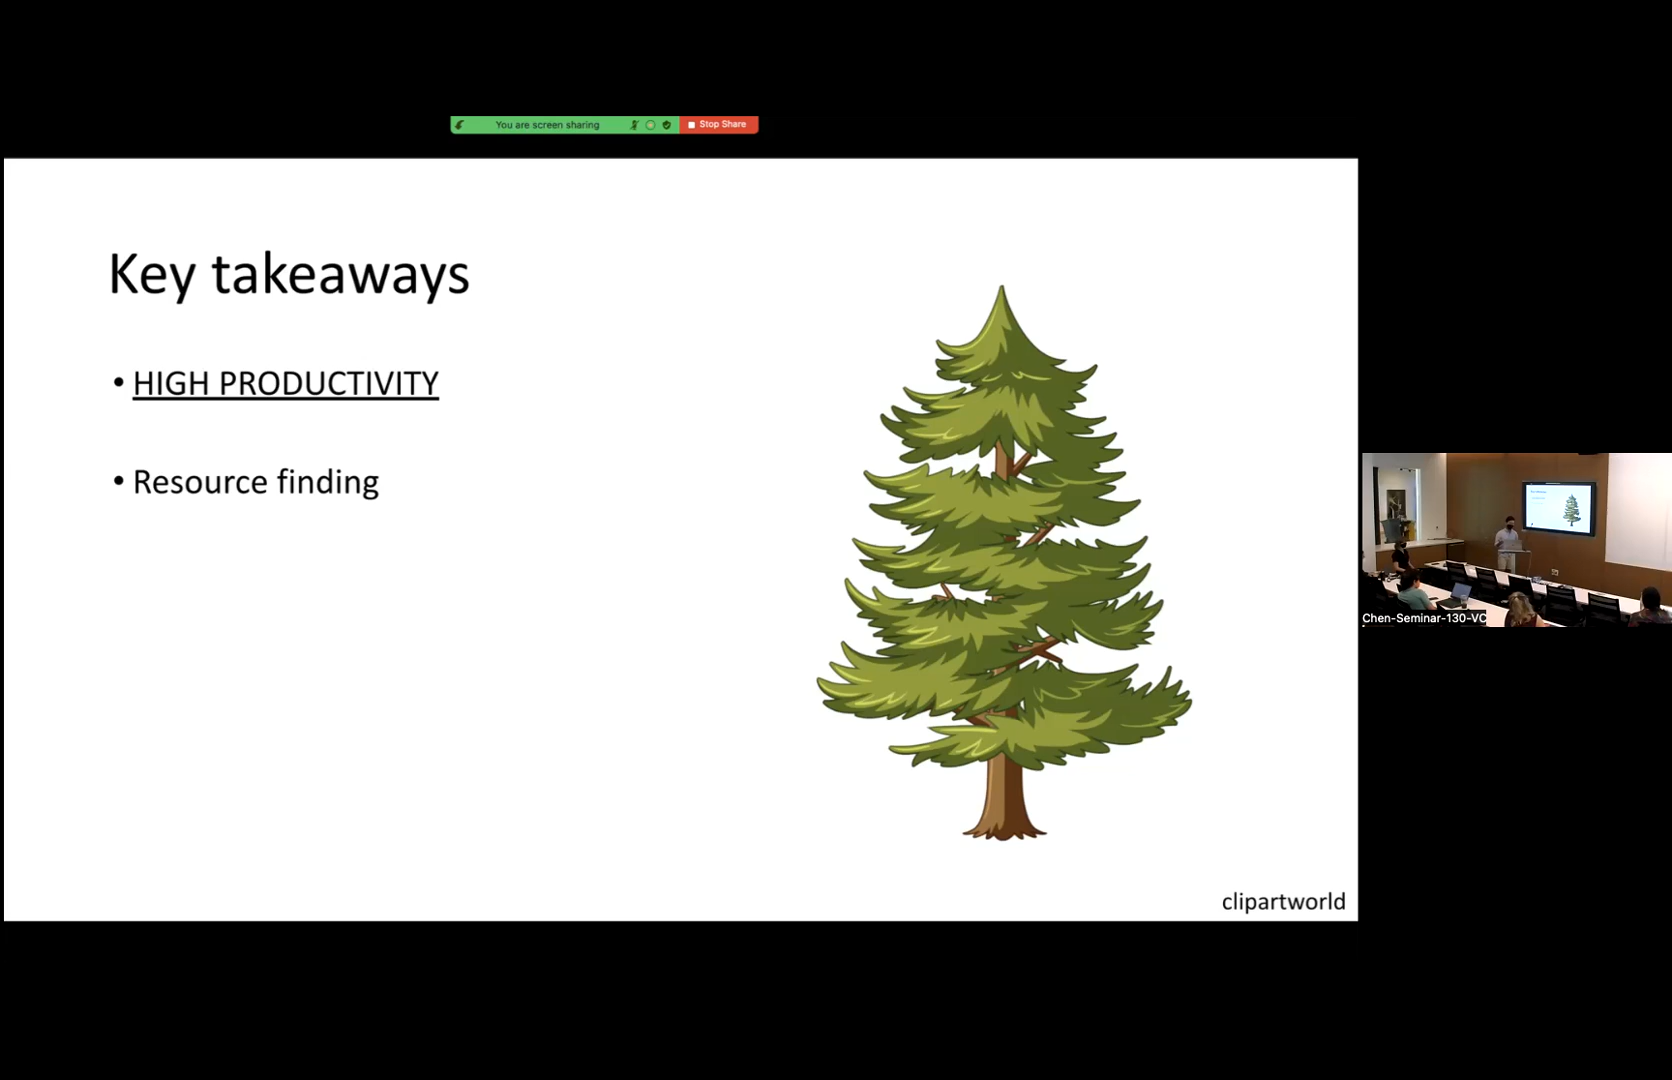 You are screen sharing
Stop Share
Key takeaways
• HIGH PRODUCTIVITY
• Resource finding
clipartworld
Chen-Seminar-130-VC